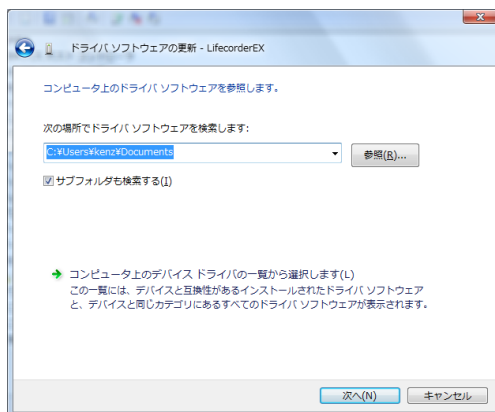 ドライバ ソフトウェアの更新 - LifecorderEX
コンピュータ上のドライバ ソフトウェアを参照します。
次の場所でドライバ ソフトウェアを検索します:
C:¥Users¥kenz¥Documents
参照(R)...
サブフォルダも検索する(I)
コンピュータ上のデバイス ドライバの一覧から選択します(L)
この一覧には、デバイスと互換性があるインストールされたドライバ ソフトウェア
と、デバイスと同じカテゴリにあるすべてのドライバ ソフトウェアが表示されます。
次へ(N)
キャンセル